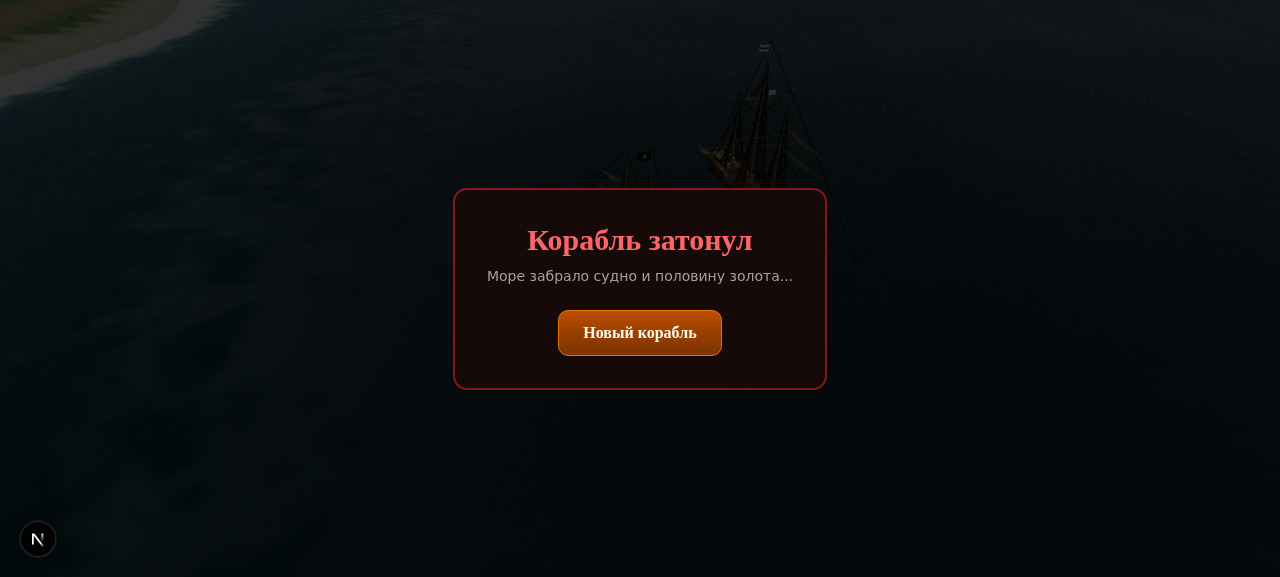 Корабль затонул
Море забрало судно и половину золота...
Новый корабль
N